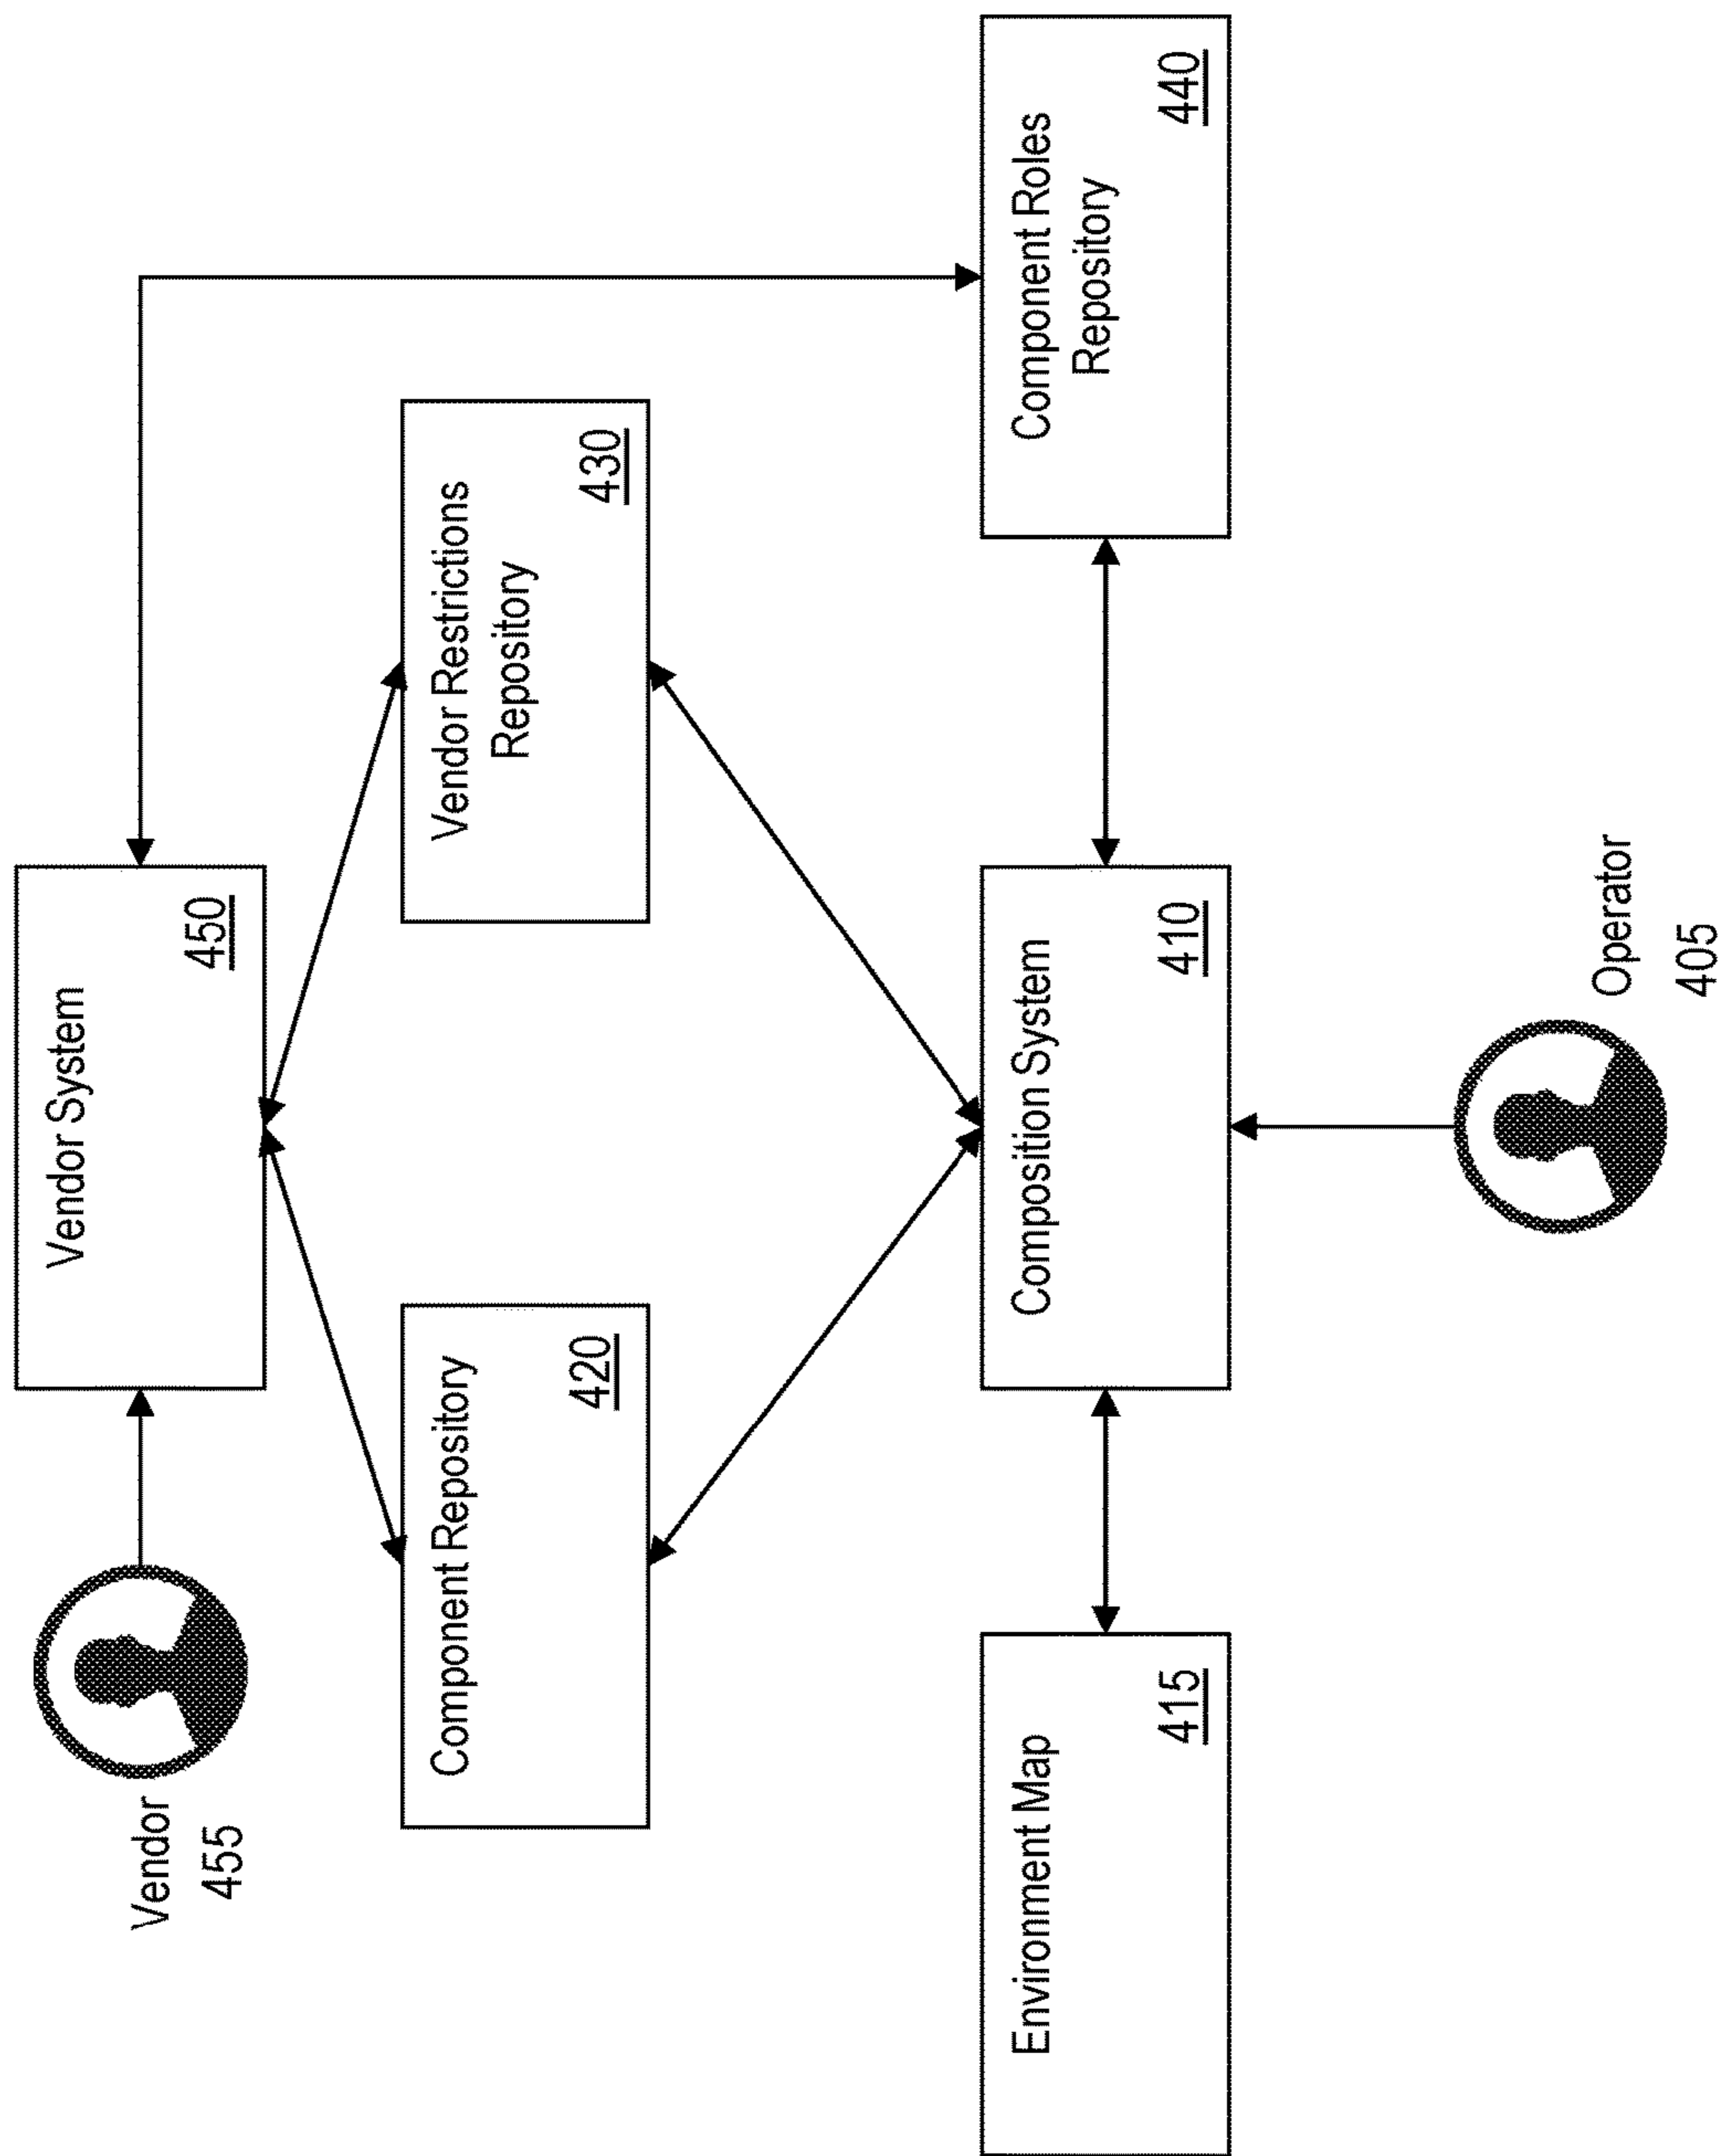 Vendor
455
Vendor System
450
Component Repository
420
Vendor Restrictions
Repository
430
Environment Map
415
Composition System
410
Component Roles
Repository
440
Operator
405